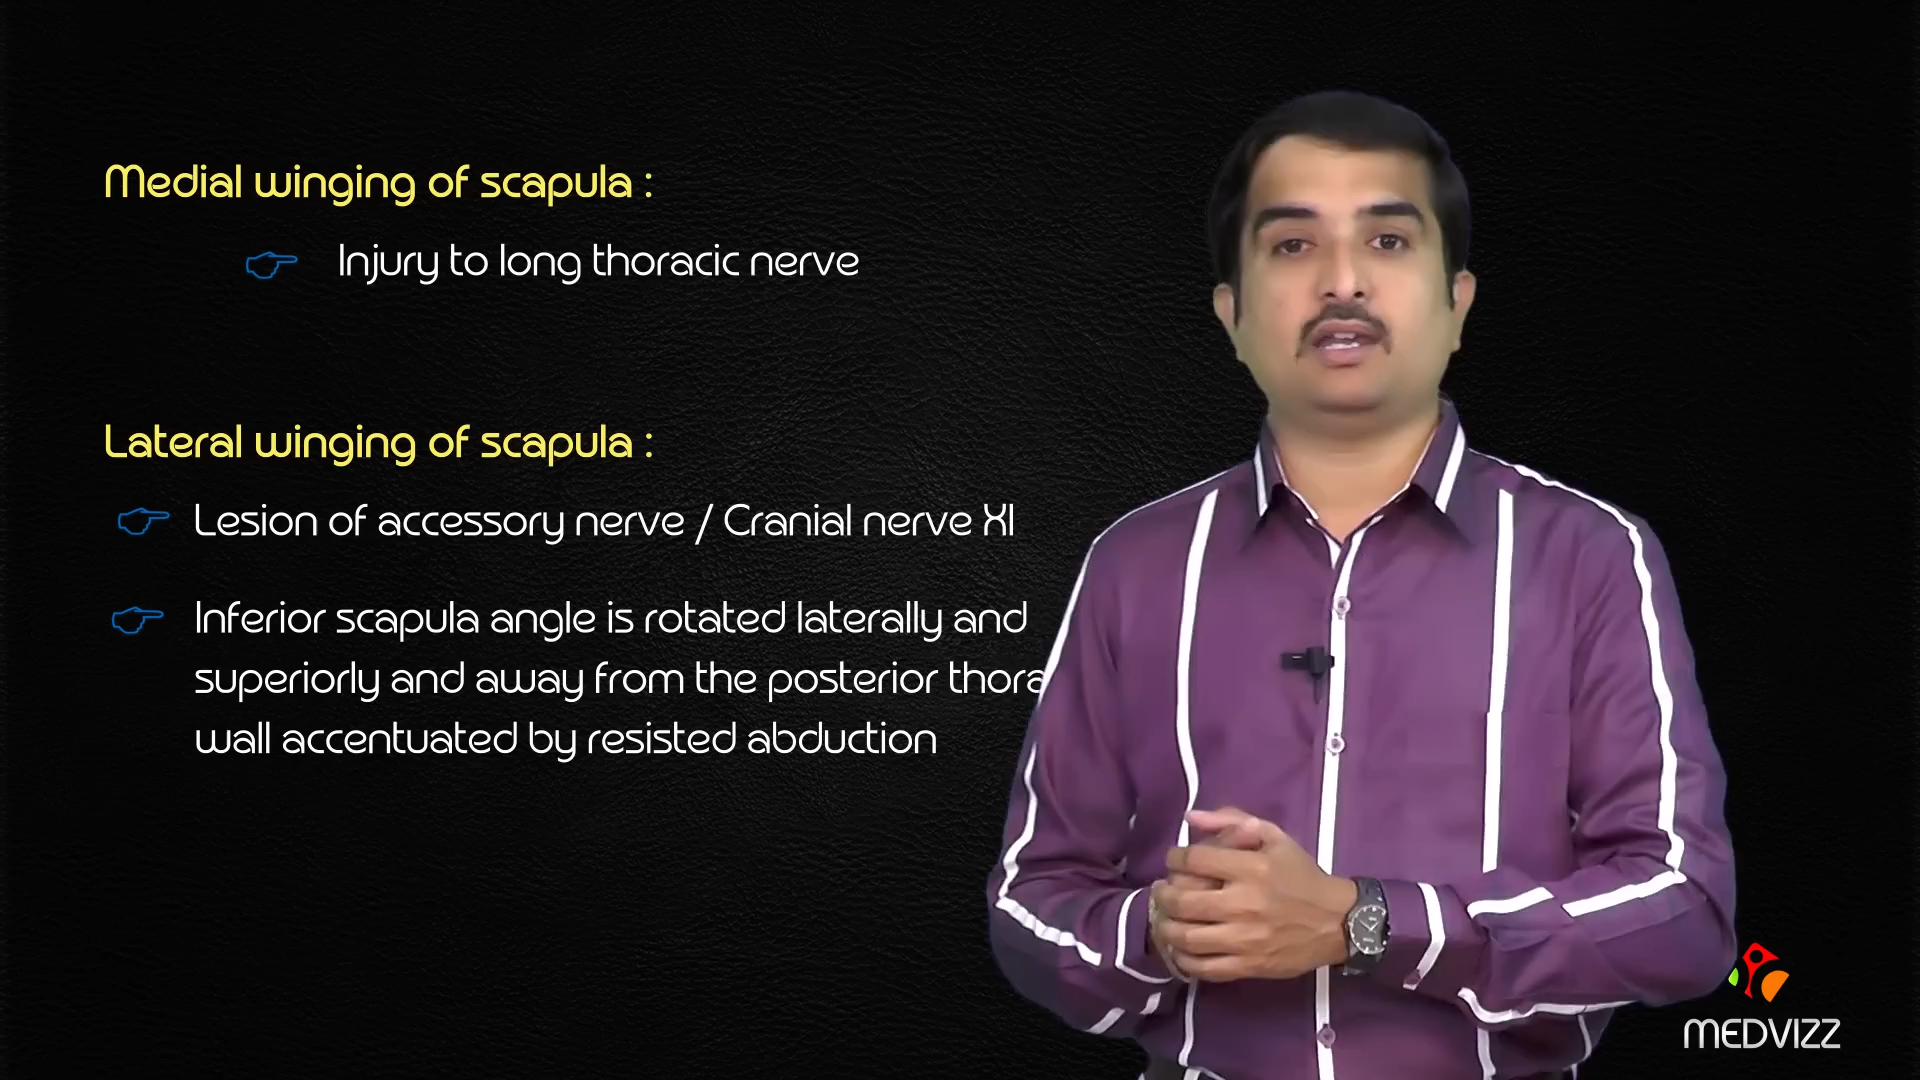 Medial winging of scapula :
Injury to long thoracic nerve
Lateral winging of scapula :
Lesion of accessory nerve / Cranial nerve XI
Inferior scapula angle is rotated laterally and
superiorly and away from the posterior thora
wall accentuated by resisted abduction
MEDVIZZ